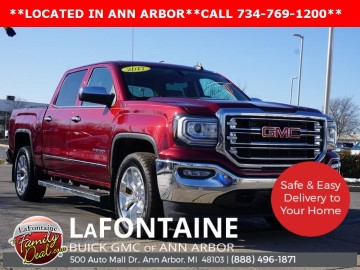 **LOCATED IN ANN ARBOR**CALL 734-769-1200**
2017
GMC
Safe & Easy
Delivery to
Your Home
LaFontaine
Family
Deal
LAFONTAINE
BUICK GMC OF ANN ARBOR
500 Auto Mall Dr, Ann Arbor, MI 48103 | (888) 496-1871